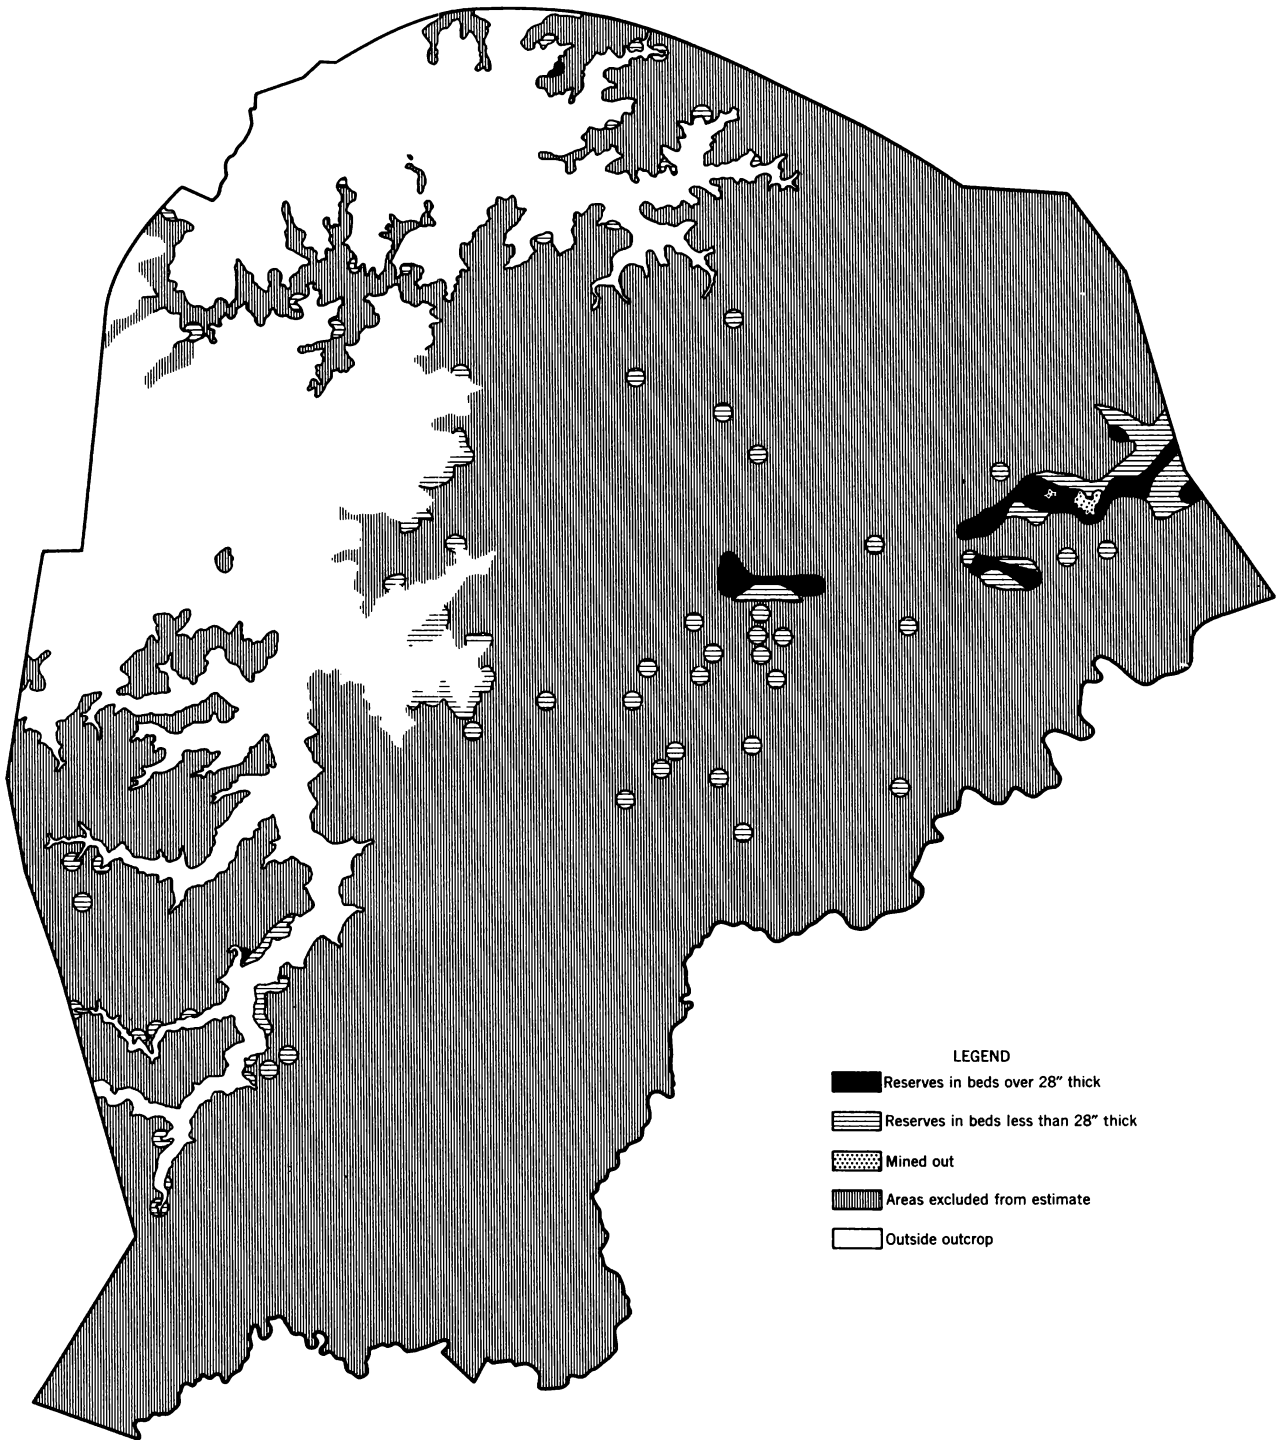 LEGEND
Reserves in beds over 28″ thick
Reserves in beds less than 28″ thick
Mined out
Areas excluded from estimate
Outside outcrop